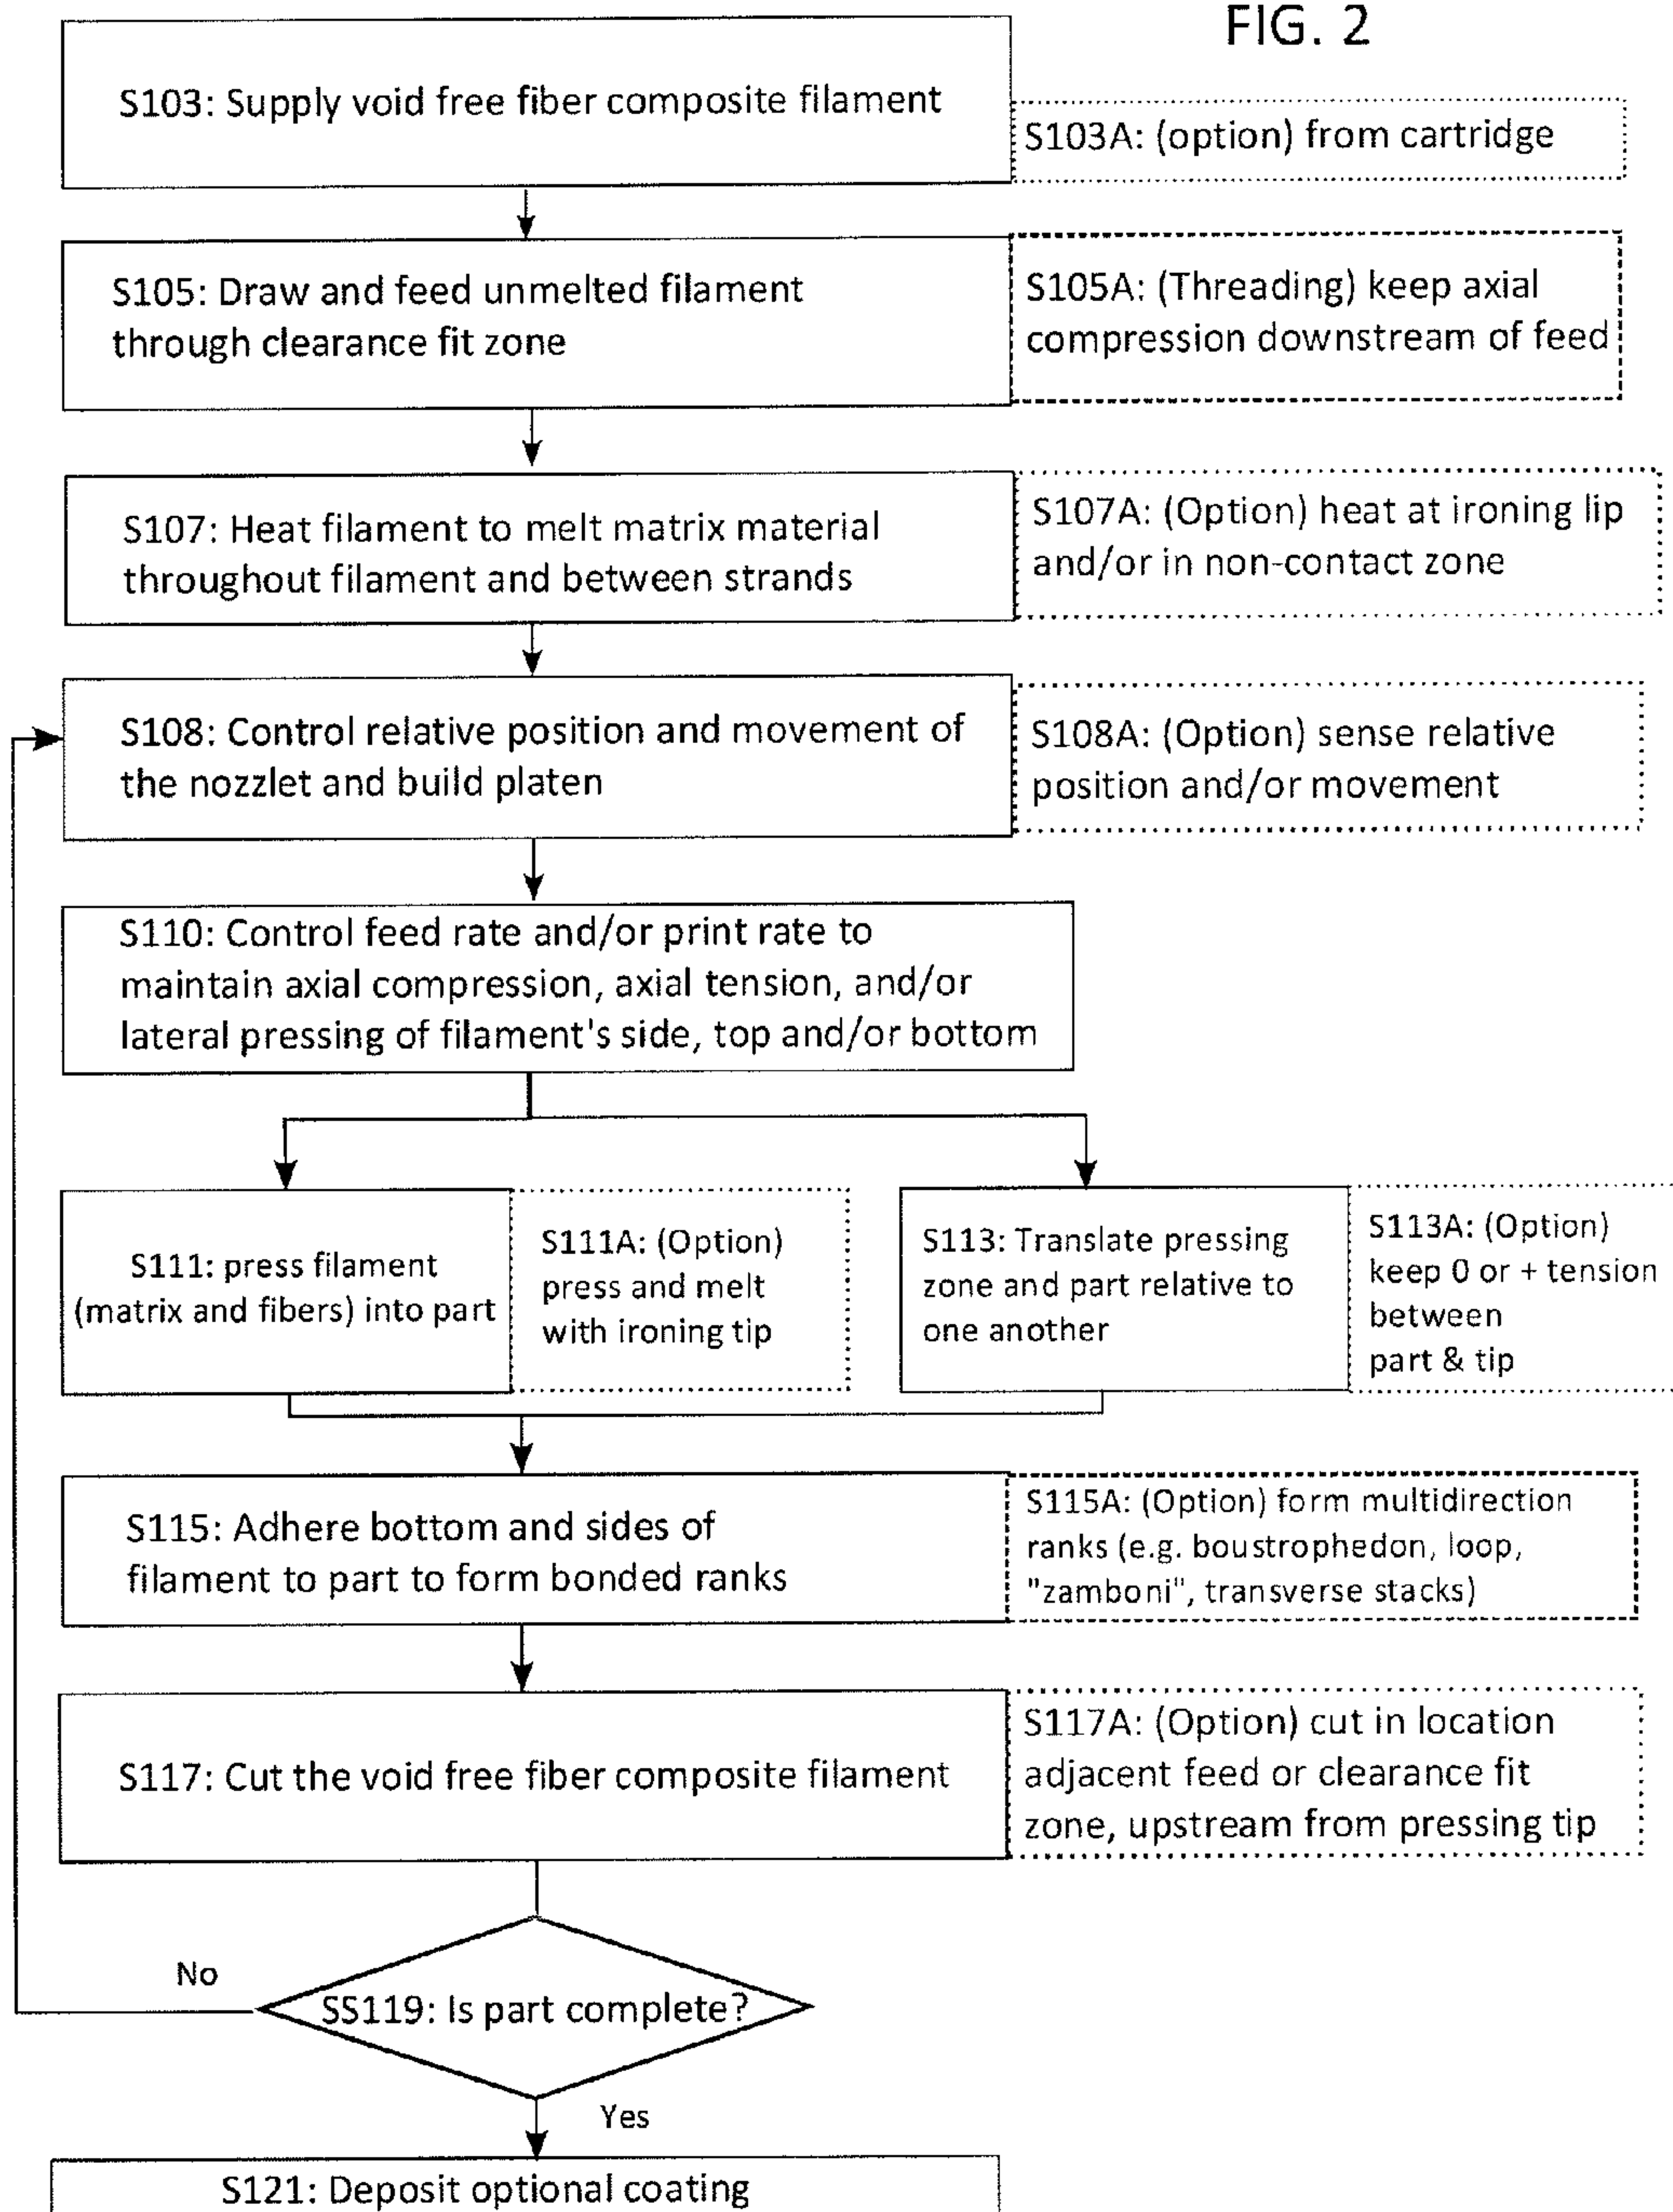 FIG. 2
S103: Supply void free fiber composite filament
S103A: (option) from cartridge
S105: Draw and feed unmelted filament
through clearance fit zone
S105A: (Threading) keep axial
compression downstream of feed
S107: Heat filament to melt matrix material
throughout filament and between strands
S107A: (Option) heat at ironing lip
and/or in non-contact zone
S108: Control relative position and movement of
the nozzlet and build platen
S108A: (Option) sense relative
position and/or movement
S110: Control feed rate and/or print rate to
maintain axial compression, axial tension, and/or
lateral pressing of filament's side, top and/or bottom
S111: press filament
(matrix and fibers) into part
S111A: (Option)
press and melt
with ironing tip
S113: Translate pressing
zone and part relative to
one another
S113A: (Option)
keep 0 or + tension
between
part & tip
S115: Adhere bottom and sides of
filament to part to form bonded ranks
S115A: (Option) form multidirection
ranks (e.g. boustrophedon, loop,
"zamboni", transverse stacks)
S117: Cut the void free fiber composite filament
S117A: (Option) cut in location
adjacent feed or clearance fit
zone, upstream from pressing tip
No
SS119: Is part complete?
Yes
S121: Deposit optional coating